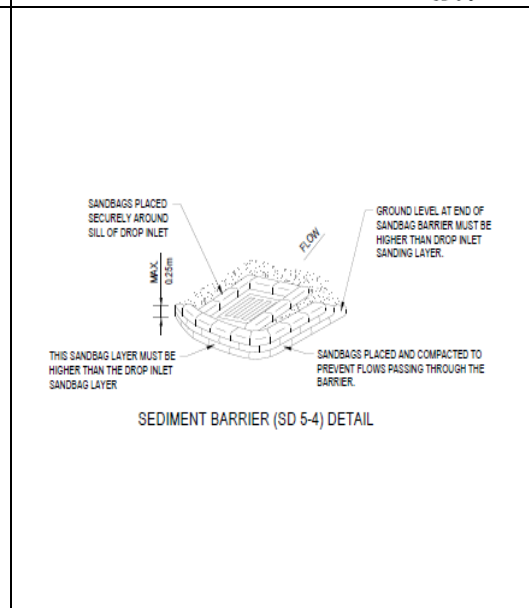 SANDBAGS PLACED
SECURELY AROUND
SILL OF DROP INLET
FLOW
GROUND LEVEL AT END OF
SANDBAG BARRIER MUST BE
HIGHER THAN DROP INLET
SANDING LAYER.
MAX.
0.25m
THIS SANDBAG LAYER MUST BE
HIGHER THAN THE DROP INLET
SANDBAG LAYER
SANDBAGS PLACED AND COMPACTED TO
PREVENT FLOWS PASSING THROUGH THE
BARRIER.
SEDIMENT BARRIER (SD 5-4) DETAIL